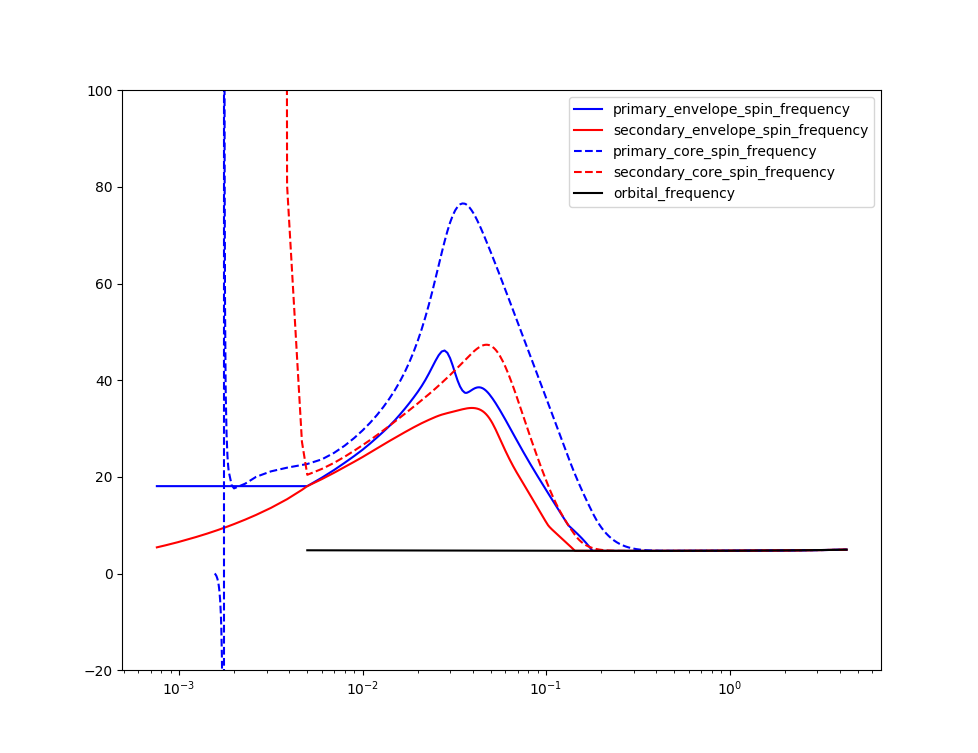 100
80
60
40
20
0
−20
10⁻³
10⁻²
10⁻¹
10⁰
primary_envelope_spin_frequency
secondary_envelope_spin_frequency
primary_core_spin_frequency
secondary_core_spin_frequency
orbital_frequency